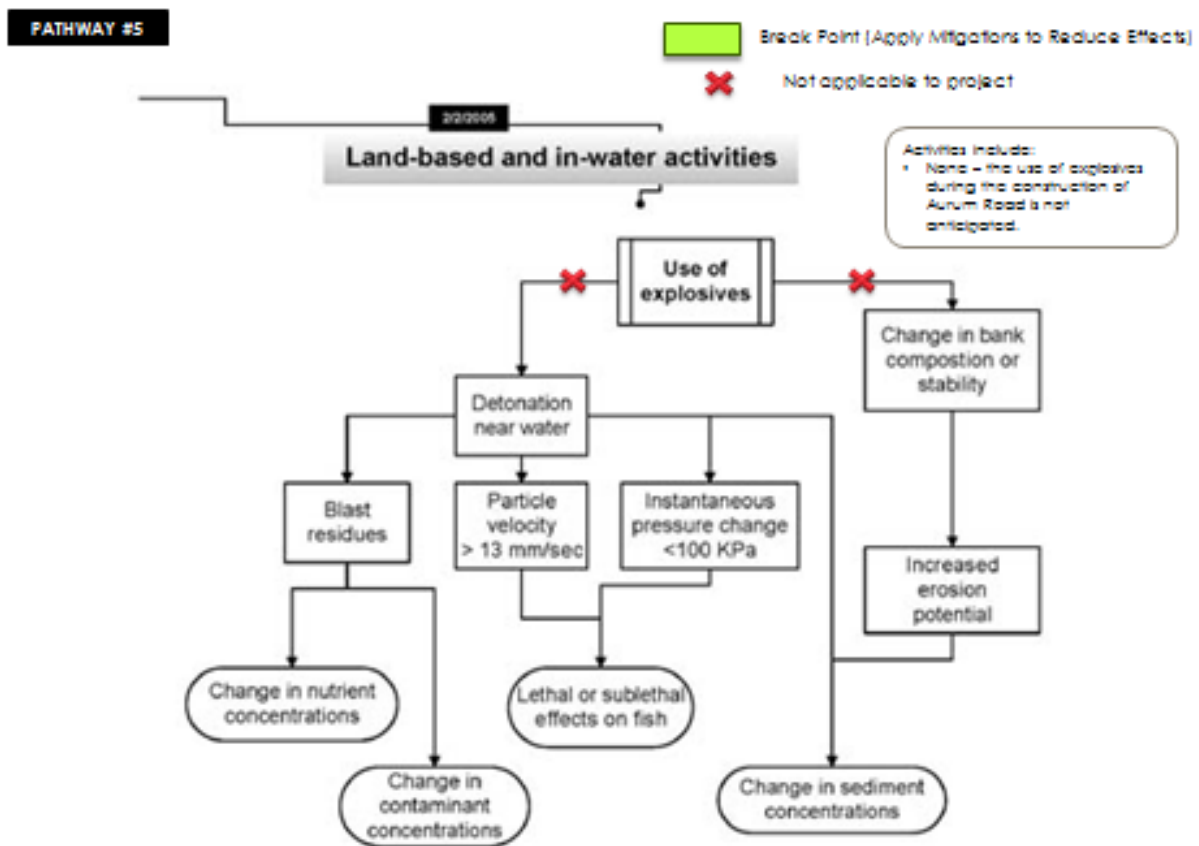 PATHWAY #5
Break Point (Apply Mitigations to Reduce Effects)
Not applicable to project
2/2/2005
Land-based and in-water activities
Activities include:
• None – the use of explosives
during the construction of
Aurum Road is not
anticipated.
Use of
explosives
Change in bank
compostion or
stability
Detonation
near water
Blast
residues
Particle
velocity
> 13 mm/sec
Instantaneous
pressure change
<100 KPa
Increased
erosion
potential
Change in nutrient
concentrations
Lethal or sublethal
effects on fish
Change in
contaminant
concentrations
Change in sediment
concentrations